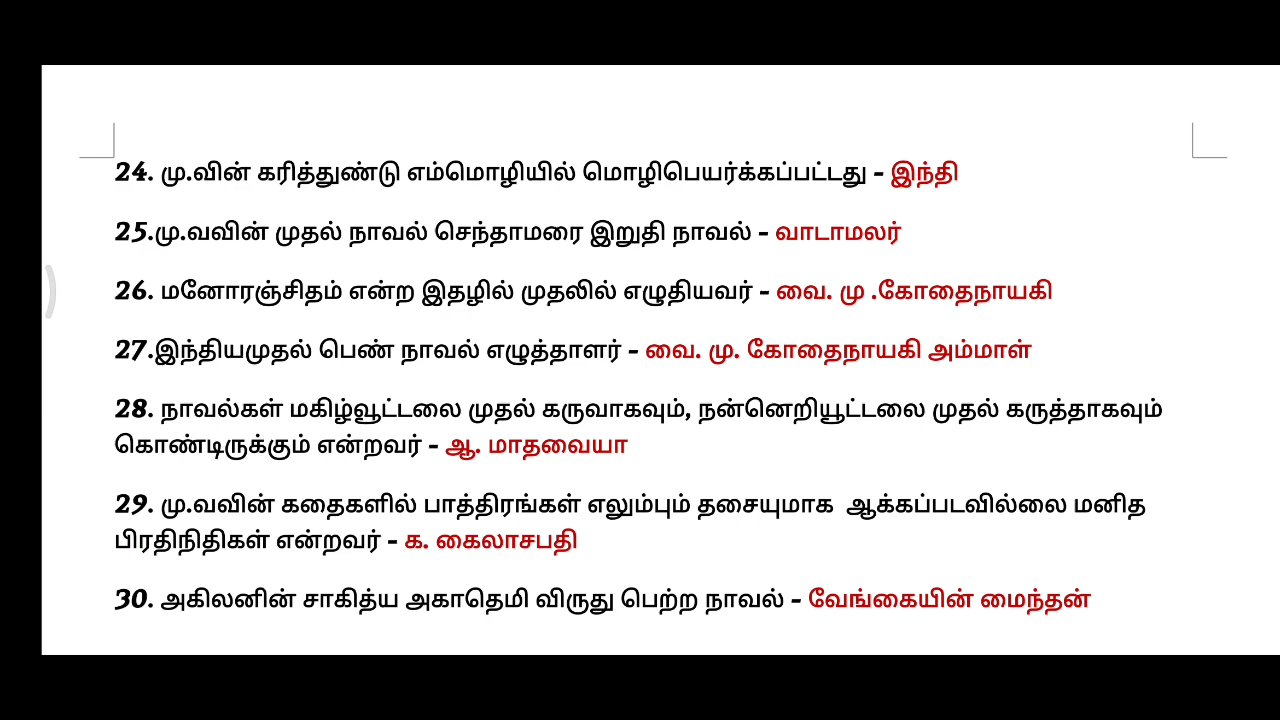 24. மு.வின் கரித்துண்டு எம்மொழியில் மொழிபெயர்க்கப்பட்டது - இந்தி
25.மு.வவின் முதல் நாவல் செந்தாமரை இறுதி நாவல் - வாடாமலர்
26. மனோரஞ்சிதம் என்ற இதழில் முதலில் எழுதியவர் - வை. மு .கோதைநாயகி
27.இந்தியமுதல் பெண் நாவல் எழுத்தாளர் - வை. மு. கோதைநாயகி அம்மாள்
28. நாவல்கள் மகிழ்வூட்டலை முதல் கருவாகவும், நன்னெறியூட்டலை முதல் கருத்தாகவும்
கொண்டிருக்கும் என்றவர் - ஆ. மாதவையா
29. மு.வவின் கதைகளில் பாத்திரங்கள் எலும்பும் தசையுமாக ஆக்கப்படவில்லை மனித
பிரதிநிதிகள் என்றவர் - க. கைலாசபதி
30. அகிலனின் சாகித்ய அகாதெமி விருது பெற்ற நாவல் - வேங்கையின் மைந்தன்